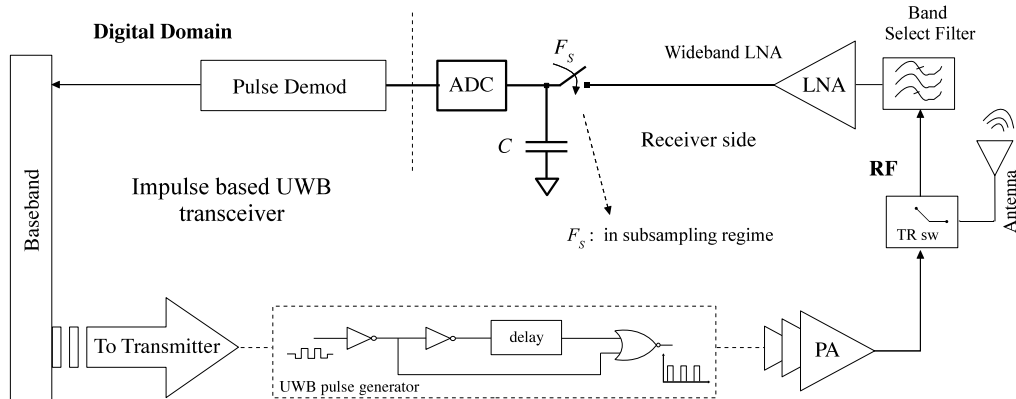 Band
Select Filter
Digital Domain
F_S
Wideband LNA
Pulse Demod
ADC
LNA
C
Receiver side
RF
Antenna
Impulse based UWB
transceiver
Baseband
TR sw
F_S : in subsampling regime
To Transmitter
delay
PA
UWB pulse generator